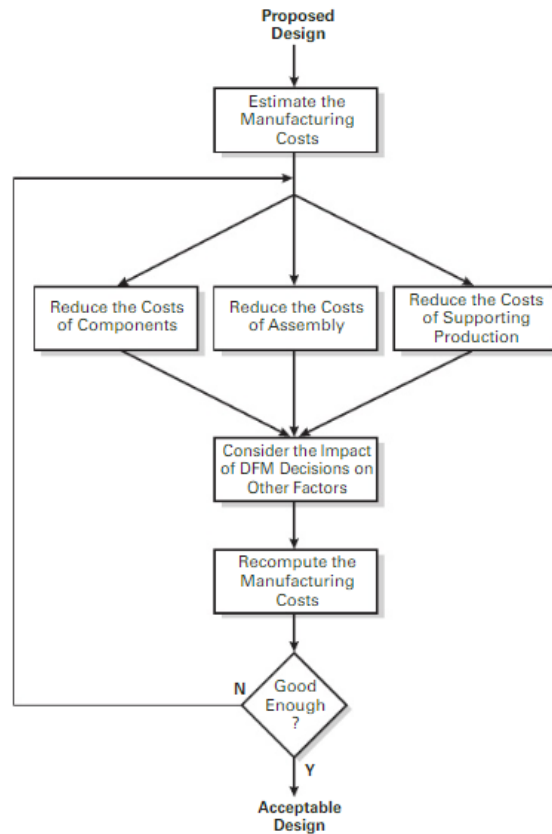 Proposed
Design
Estimate the
Manufacturing
Costs
Reduce the Costs
of Components
Reduce the Costs
of Assembly
Reduce the Costs
of Supporting
Production
Consider the Impact
of DFM Decisions on
Other Factors
Recompute the
Manufacturing
Costs
N
Good
Enough
?
Y
Acceptable
Design